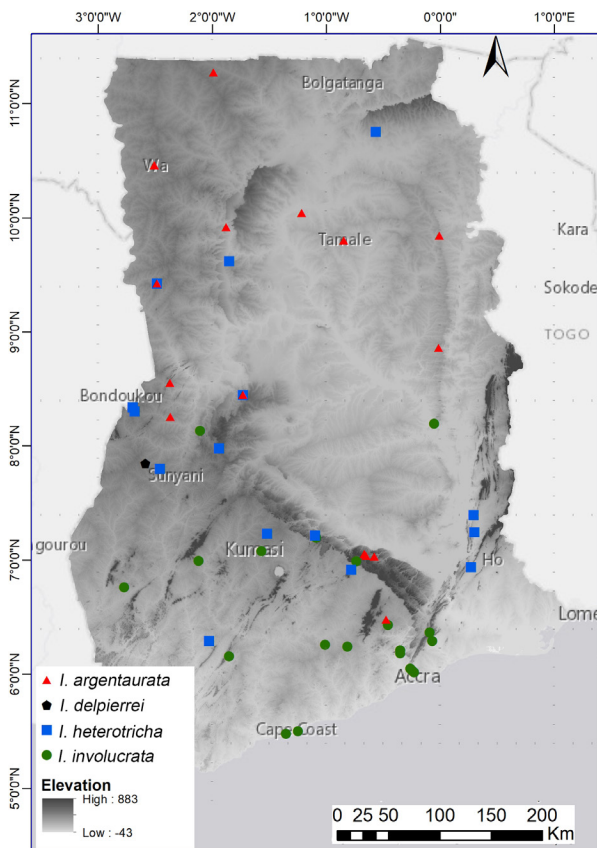 3°0'0"W 2°0'0"W 1°0'0"W 0°0'0" 1°0'0"E
11°0'0"N
10°0'0"N
9°0'0"N
8°0'0"N
7°0'0"N
6°0'0"N
5°0'0"N
Bolgatanga
Wa
Tamale
Kara
Sokode
TOGO
Bondoukou
Sunyani
ngourou
Kumasi
Ho
Lome
Accra
Cape Coast
I. argentaurata
I. delpierrei
I. heterotricha
I. involucrata
Elevation
High : 883
Low : -43
0 25 50 100 150 200
Km